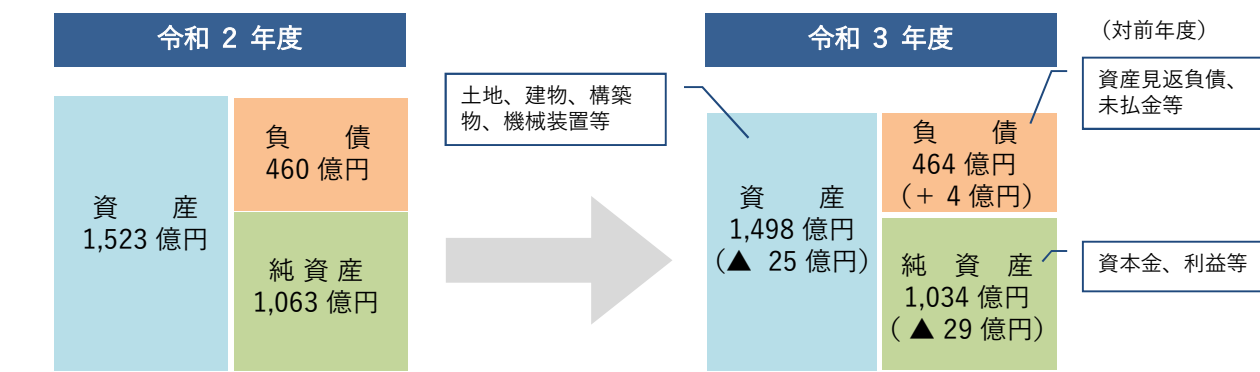 令和 2 年度
資　　産
1,523 億円
負　　債
460 億円
純 資 産
1,063 億円
令和 3 年度
（対前年度）
土地、建物、構築
物、機械装置等
資　　産
1,498 億円
(▲ 25 億円)
負　　債
464 億円
(＋ 4 億円)
純　資　産
1,034 億円
( ▲ 29 億円)
資産見返負債、
未払金等
資本金、利益等